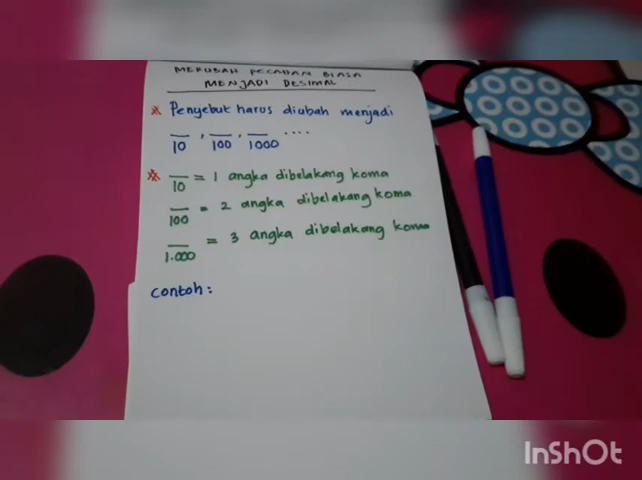 MERUBAH PECAHAN BIASA
MENJADI DESIMAL
* Penyebut harus diubah menjadi
—/10 , —/100 , —/1000 ....
* —/10 = 1 angka dibelakang koma
—/100 = 2 angka dibelakang koma
—/1.000 = 3 angka dibelakang koma
contoh :
InShOt